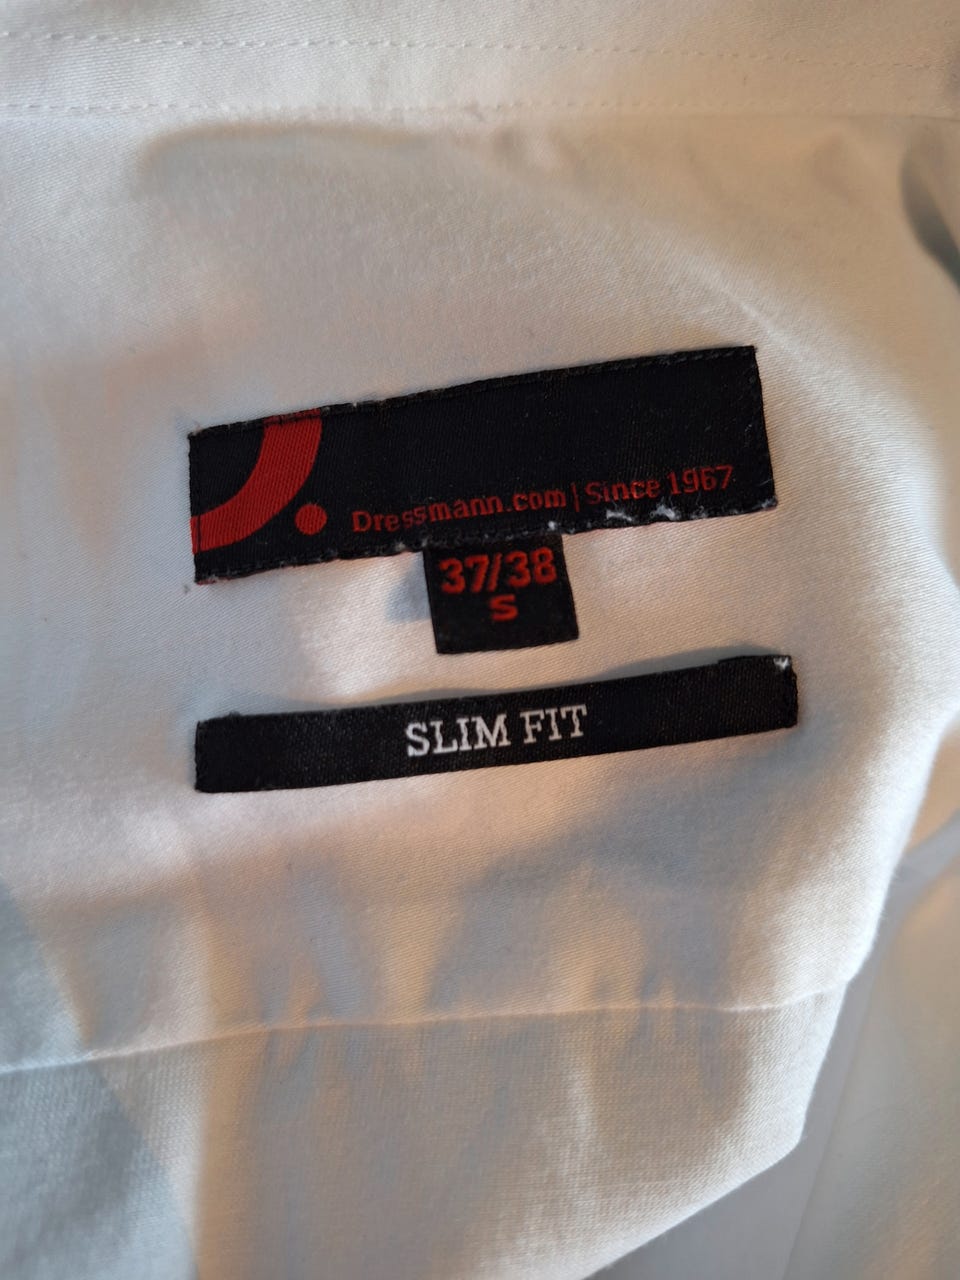 Dressmann.com | Since 1967
37/38
S
SLIM FIT